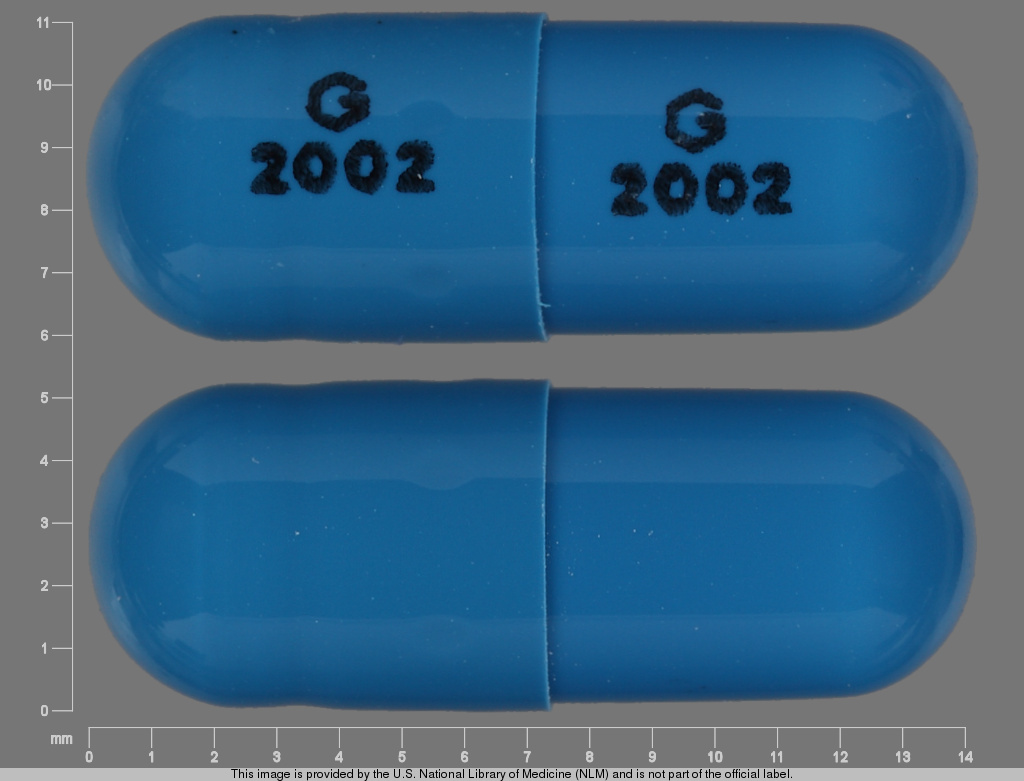 G
2002
G
2002
11
10
9
8
7
6
5
4
3
2
1
0
mm
0 1 2 3 4 5 6 7 8 9 10 11 12 13 14
This image is provided by the U.S. National Library of Medicine (NLM) and is not part of the official label.